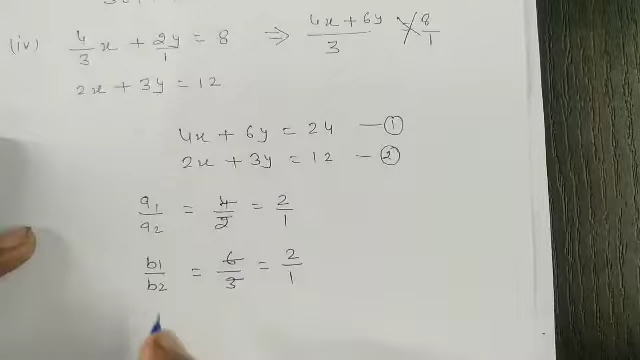 (iv) 4/3 x + 2y/1 = 8 ⇒ 4x + 6y/3 = 8/1
2x + 3y = 12
4x + 6y = 24 — ①
2x + 3y = 12 — ②
a1/a2 = 4/2 = 2/1
b1/b2 = 6/3 = 2/1